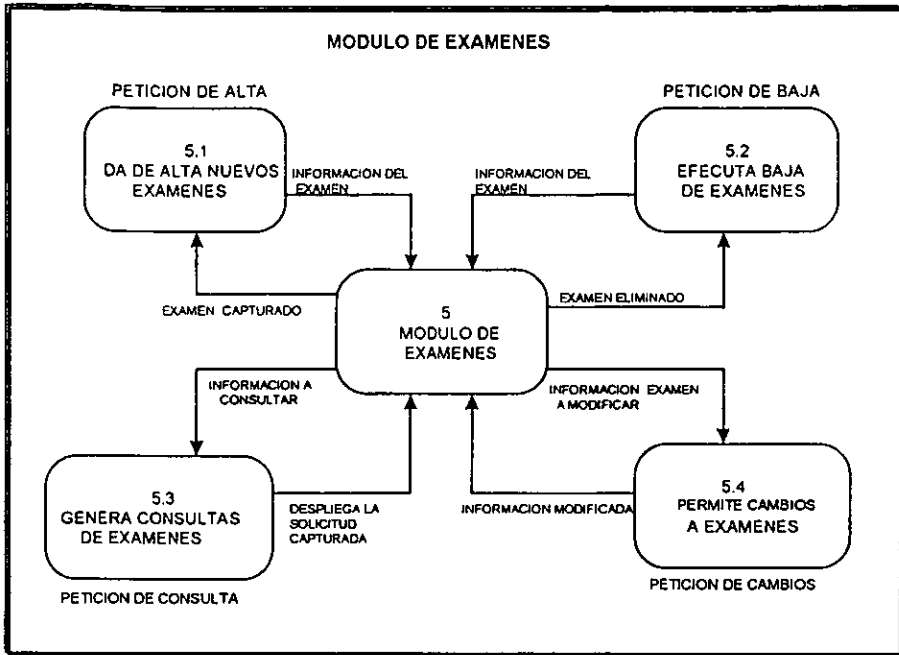 MODULO DE EXAMENES
PETICION DE ALTA
5.1
DA DE ALTA NUEVOS
EXAMENES
INFORMACION DEL
EXAMEN
EXAMEN CAPTURADO
PETICION DE BAJA
5.2
EFECUTA BAJA
DE EXAMENES
INFORMACION DEL
EXAMEN
EXAMEN ELIMINADO
5
MODULO DE
EXAMENES
INFORMACION A
CONSULTAR
INFORMACION EXAMEN
A MODIFICAR
5.3
GENERA CONSULTAS
DE EXAMENES
DESPLIEGA LA
SOLICITUD
CAPTURADA
PETICION DE CONSULTA
INFORMACION MODIFICADA
5.4
PERMITE CAMBIOS
A EXAMENES
PETICION DE CAMBIOS